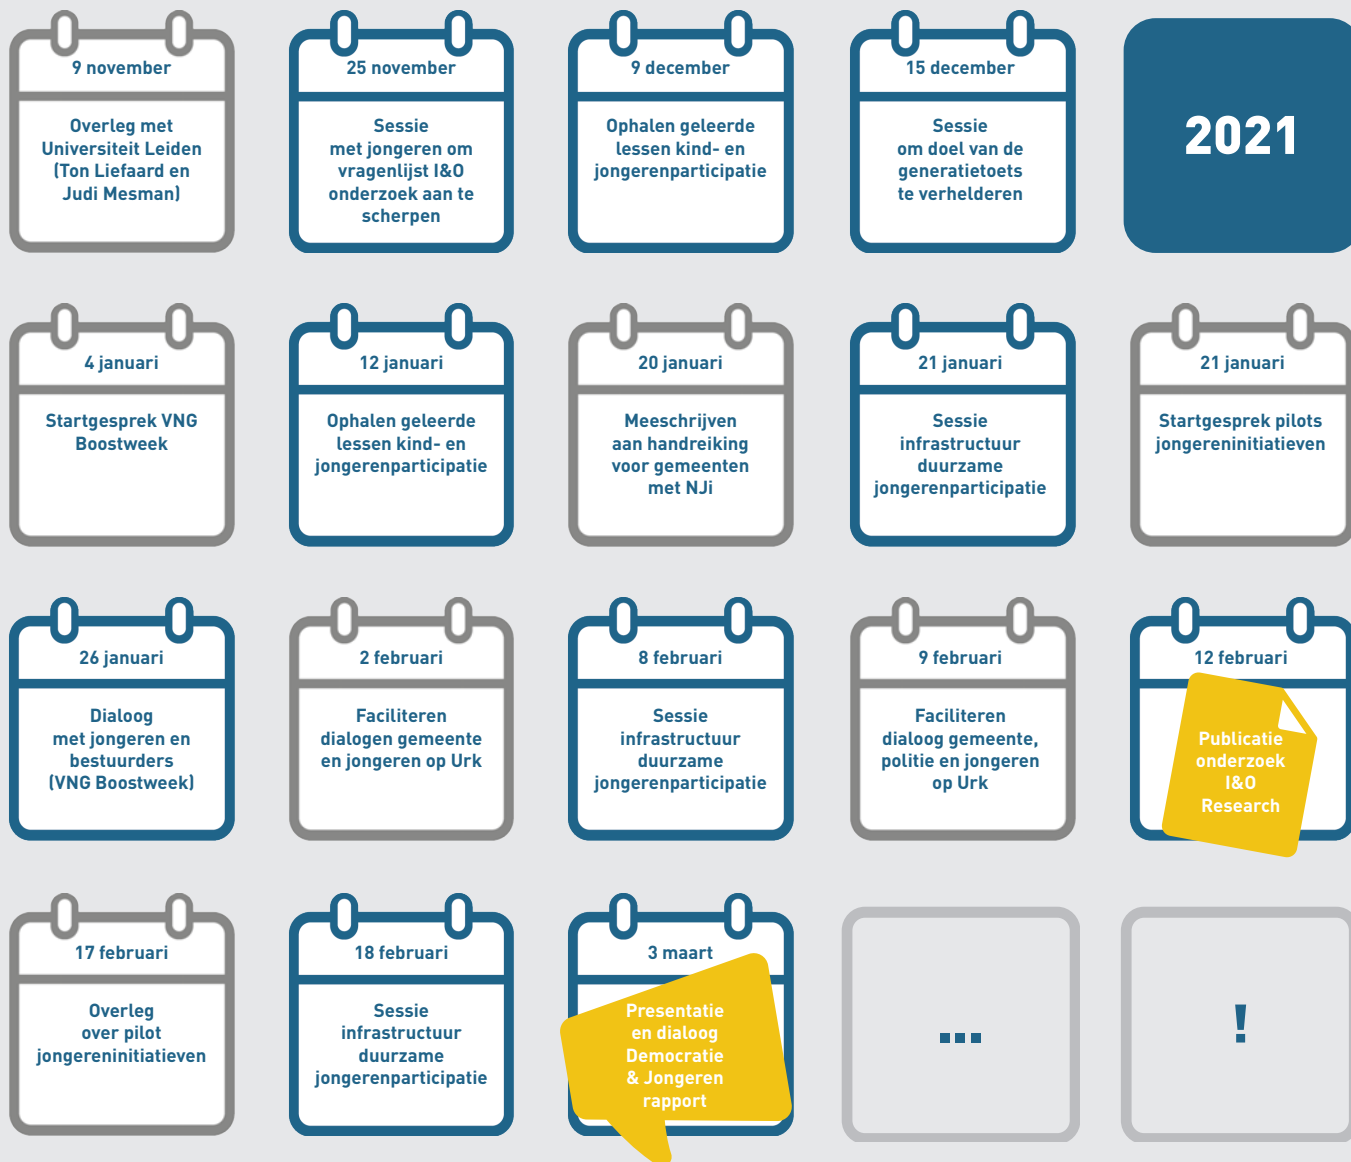 9 november
Overleg met
Universiteit Leiden
(Ton Liefaard en
Judi Mesman)
25 november
Sessie
met jongeren om
vragenlijst I&O
onderzoek aan te
scherpen
9 december
Ophalen geleerde
lessen kind- en
jongerenparticipatie
15 december
Sessie
om doel van de
generatietoets
te verhelderen
2021
4 januari
Startgesprek VNG
Boostweek
12 januari
Ophalen geleerde
lessen kind- en
jongerenparticipatie
20 januari
Meeschrijven
aan handreiking
voor gemeenten
met NJi
21 januari
Sessie
infrastructuur
duurzame
jongerenparticipatie
21 januari
Startgesprek pilots
jongereninitiatieven
26 januari
Dialoog
met jongeren en
bestuurders
(VNG Boostweek)
2 februari
Faciliteren
dialogen gemeente
en jongeren op Urk
8 februari
Sessie
infrastructuur
duurzame
jongerenparticipatie
9 februari
Faciliteren
dialoog gemeente,
politie en jongeren
op Urk
12 februari
Publicatie
onderzoek
I&O
Research
17 februari
Overleg
over pilot
jongereninitiatieven
18 februari
Sessie
infrastructuur
duurzame
jongerenparticipatie
3 maart
Presentatie
en dialoog
Democratie
& Jongeren
rapport
...
!